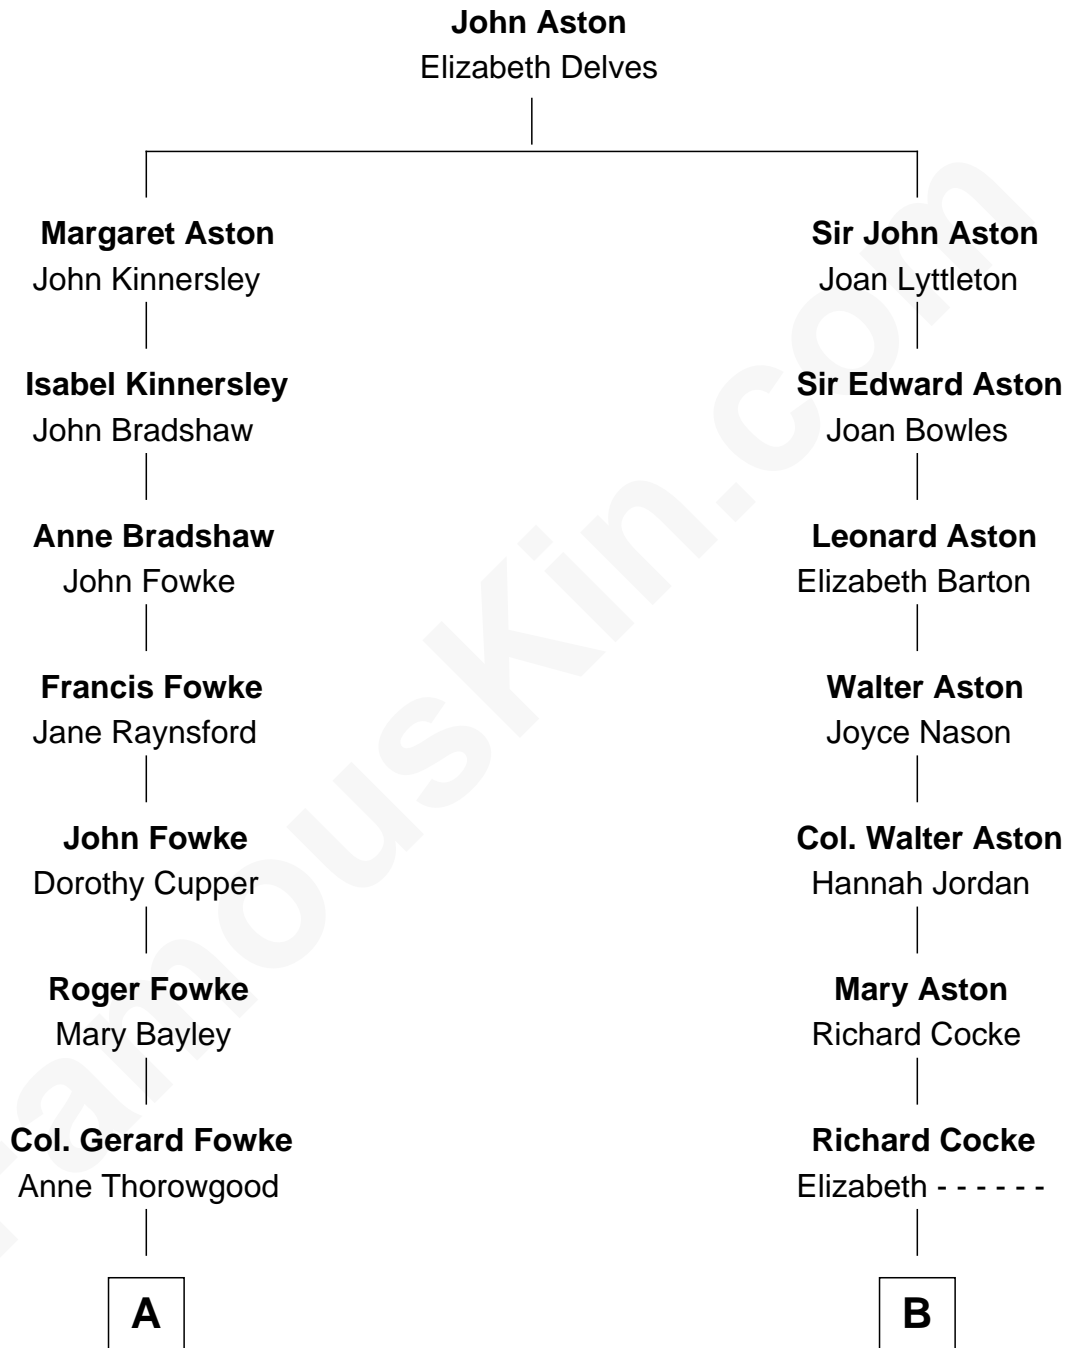 John Aston
Elizabeth Delves
Margaret Aston
John Kinnersley
Isabel Kinnersley
John Bradshaw
Anne Bradshaw
John Fowke
Francis Fowke
Jane Raynsford
John Fowke
Dorothy Cupper
Roger Fowke
Mary Bayley
Col. Gerard Fowke
Anne Thorowgood
A
Sir John Aston
Joan Lyttleton
Sir Edward Aston
Joan Bowles
Leonard Aston
Elizabeth Barton
Walter Aston
Joyce Nason
Col. Walter Aston
Hannah Jordan
Mary Aston
Richard Cocke
Richard Cocke
Elizabeth - - - - - -
B
FamousKin.com